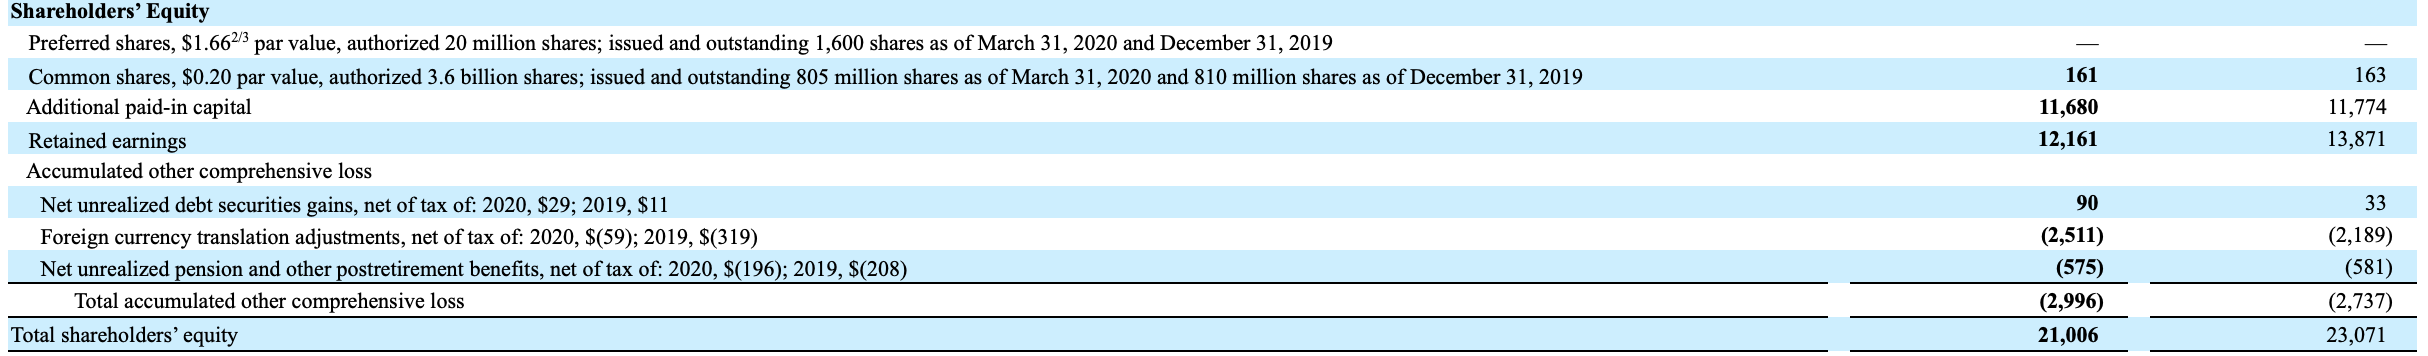 Shareholders’ Equity
Preferred shares, $1.66²/³ par value, authorized 20 million shares; issued and outstanding 1,600 shares as of March 31, 2020 and December 31, 2019 — —
Common shares, $0.20 par value, authorized 3.6 billion shares; issued and outstanding 805 million shares as of March 31, 2020 and 810 million shares as of December 31, 2019 161 163
Additional paid-in capital 11,680 11,774
Retained earnings 12,161 13,871
Accumulated other comprehensive loss
Net unrealized debt securities gains, net of tax of: 2020, $29; 2019, $11 90 33
Foreign currency translation adjustments, net of tax of: 2020, $(59); 2019, $(319) (2,511) (2,189)
Net unrealized pension and other postretirement benefits, net of tax of: 2020, $(196); 2019, $(208) (575) (581)
Total accumulated other comprehensive loss (2,996) (2,737)
Total shareholders’ equity 21,006 23,071